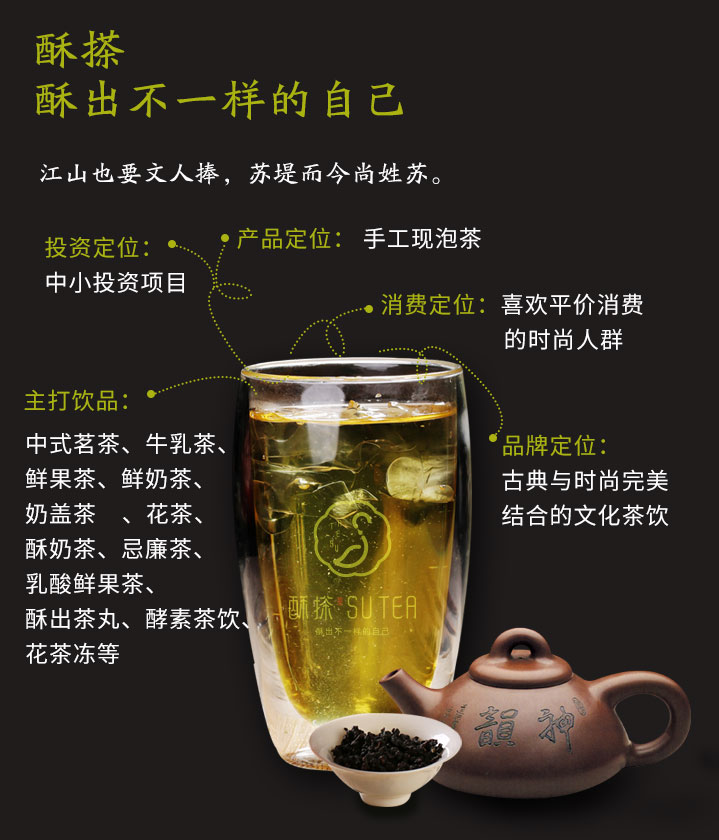 酥搽
酥出不一样的自己
江山也要文人捧，苏堤而今尚姓苏。
投资定位：
中小投资项目
产品定位： 手工现泡茶
消费定位：喜欢平价消费
的时尚人群
主打饮品：
中式茗茶、牛乳茶、
鲜果茶、鲜奶茶、
奶盖茶 、花茶、
酥奶茶、忌廉茶、
乳酸鲜果茶、
酥出茶丸、酵素茶饮、
花茶冻等
品牌定位：
古典与时尚完美
结合的文化茶饮
酥搽 SU TEA
酥出不一样的自己
韻神